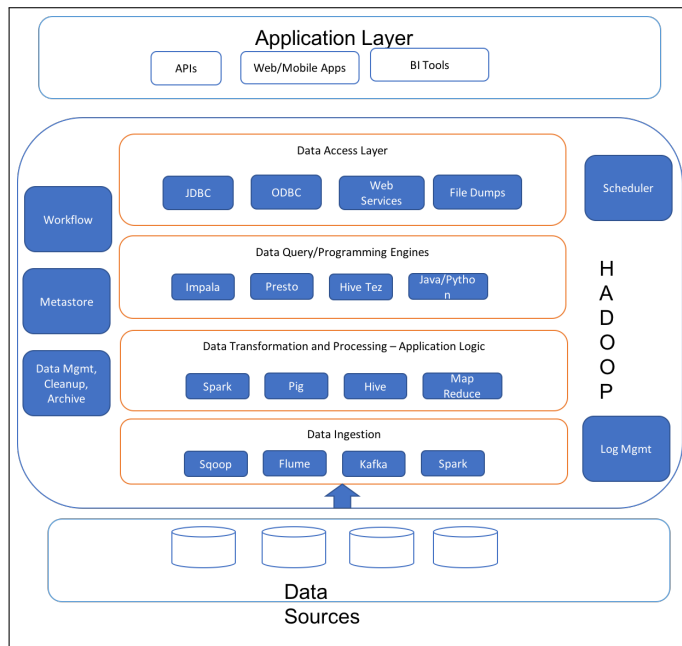 Application Layer
APIs
Web/Mobile Apps
BI Tools
Data Access Layer
JDBC
ODBC
Web
Services
File Dumps
Scheduler
Workflow
Data Query/Programming Engines
Impala
Presto
Hive Tez
Java/Pytho
n
H
A
D
O
O
P
Metastore
Data Transformation and Processing – Application Logic
Spark
Pig
Hive
Map
Reduce
Data Mgmt,
Cleanup,
Archive
Data Ingestion
Sqoop
Flume
Kafka
Spark
Log Mgmt
Data
Sources